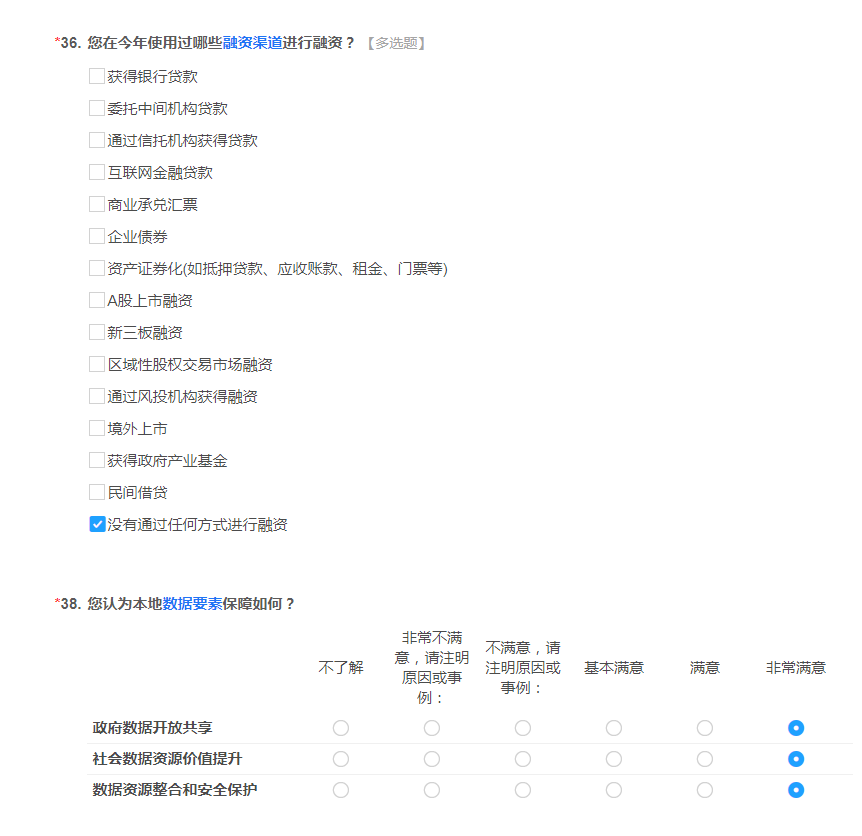 *36. 您在今年使用过哪些融资渠道进行融资？ 【多选题】
获得银行贷款
委托中间机构贷款
通过信托机构获得贷款
互联网金融贷款
商业承兑汇票
企业债券
资产证券化(如抵押贷款、应收账款、租金、门票等)
A股上市融资
新三板融资
区域性股权交易市场融资
通过风投机构获得融资
境外上市
获得政府产业基金
民间借贷
没有通过任何方式进行融资
*38. 您认为本地数据要素保障如何？
不了解
非常不满
意，请注明
原因或事
例：
不满意，请
注明原因或
事例：
基本满意
满意
非常满意
政府数据开放共享
社会数据资源价值提升
数据资源整合和安全保护